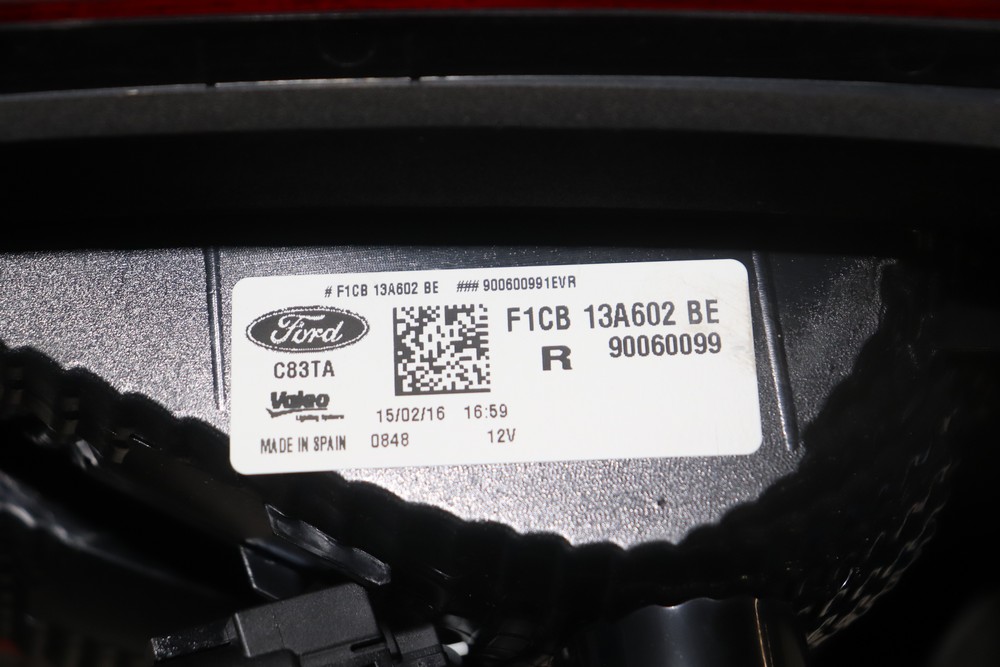 # F1CB 13A602 BE ### 900600991EVR
Ford
C83TA
F1CB 13A602 BE
R 90060099
Valeo
Lighting Systems
15/02/16 16:59
MADE IN SPAIN 0848 12V